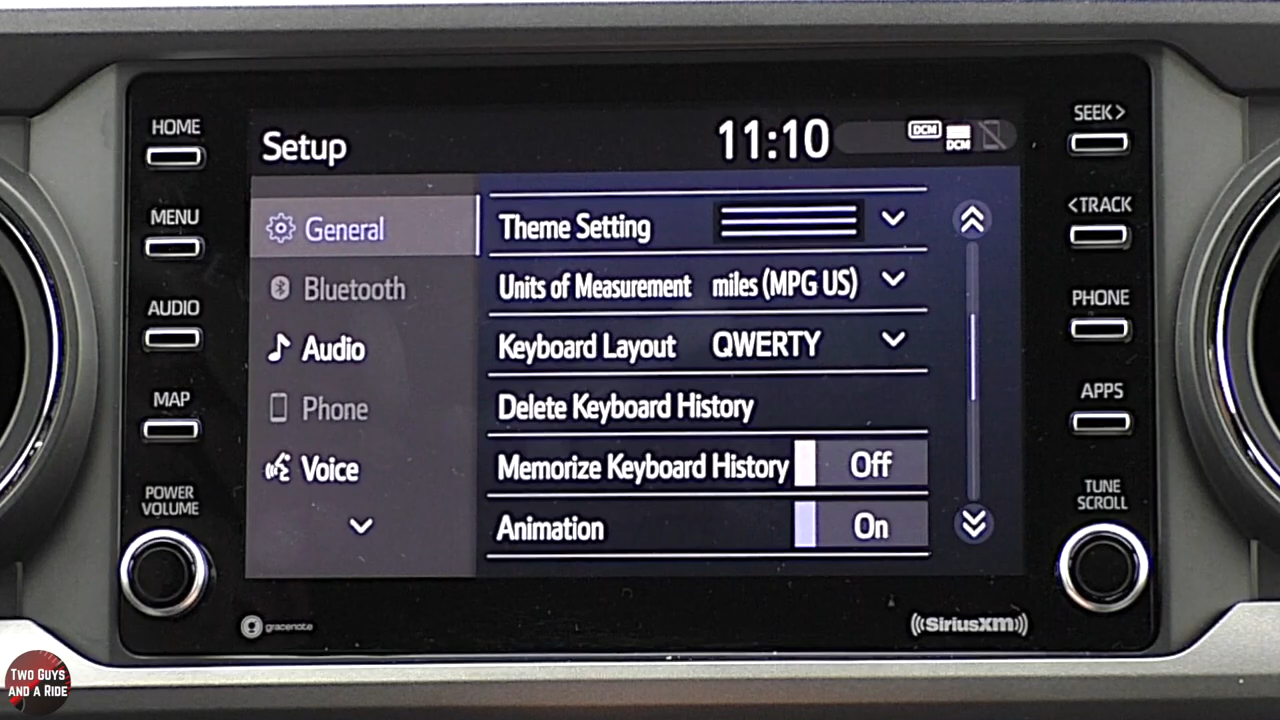 HOME
MENU
AUDIO
MAP
POWER
VOLUME
Setup
11:10
DCM
DCM
General
Bluetooth
Audio
Phone
Voice
Theme Setting
Units of Measurement miles (MPG US)
Keyboard Layout QWERTY
Delete Keyboard History
Memorize Keyboard History Off
Animation On
SEEK>
<TRACK
PHONE
APPS
TUNE
SCROLL
gracenote
SiriusXM
TWO GUYS
AND A RIDE